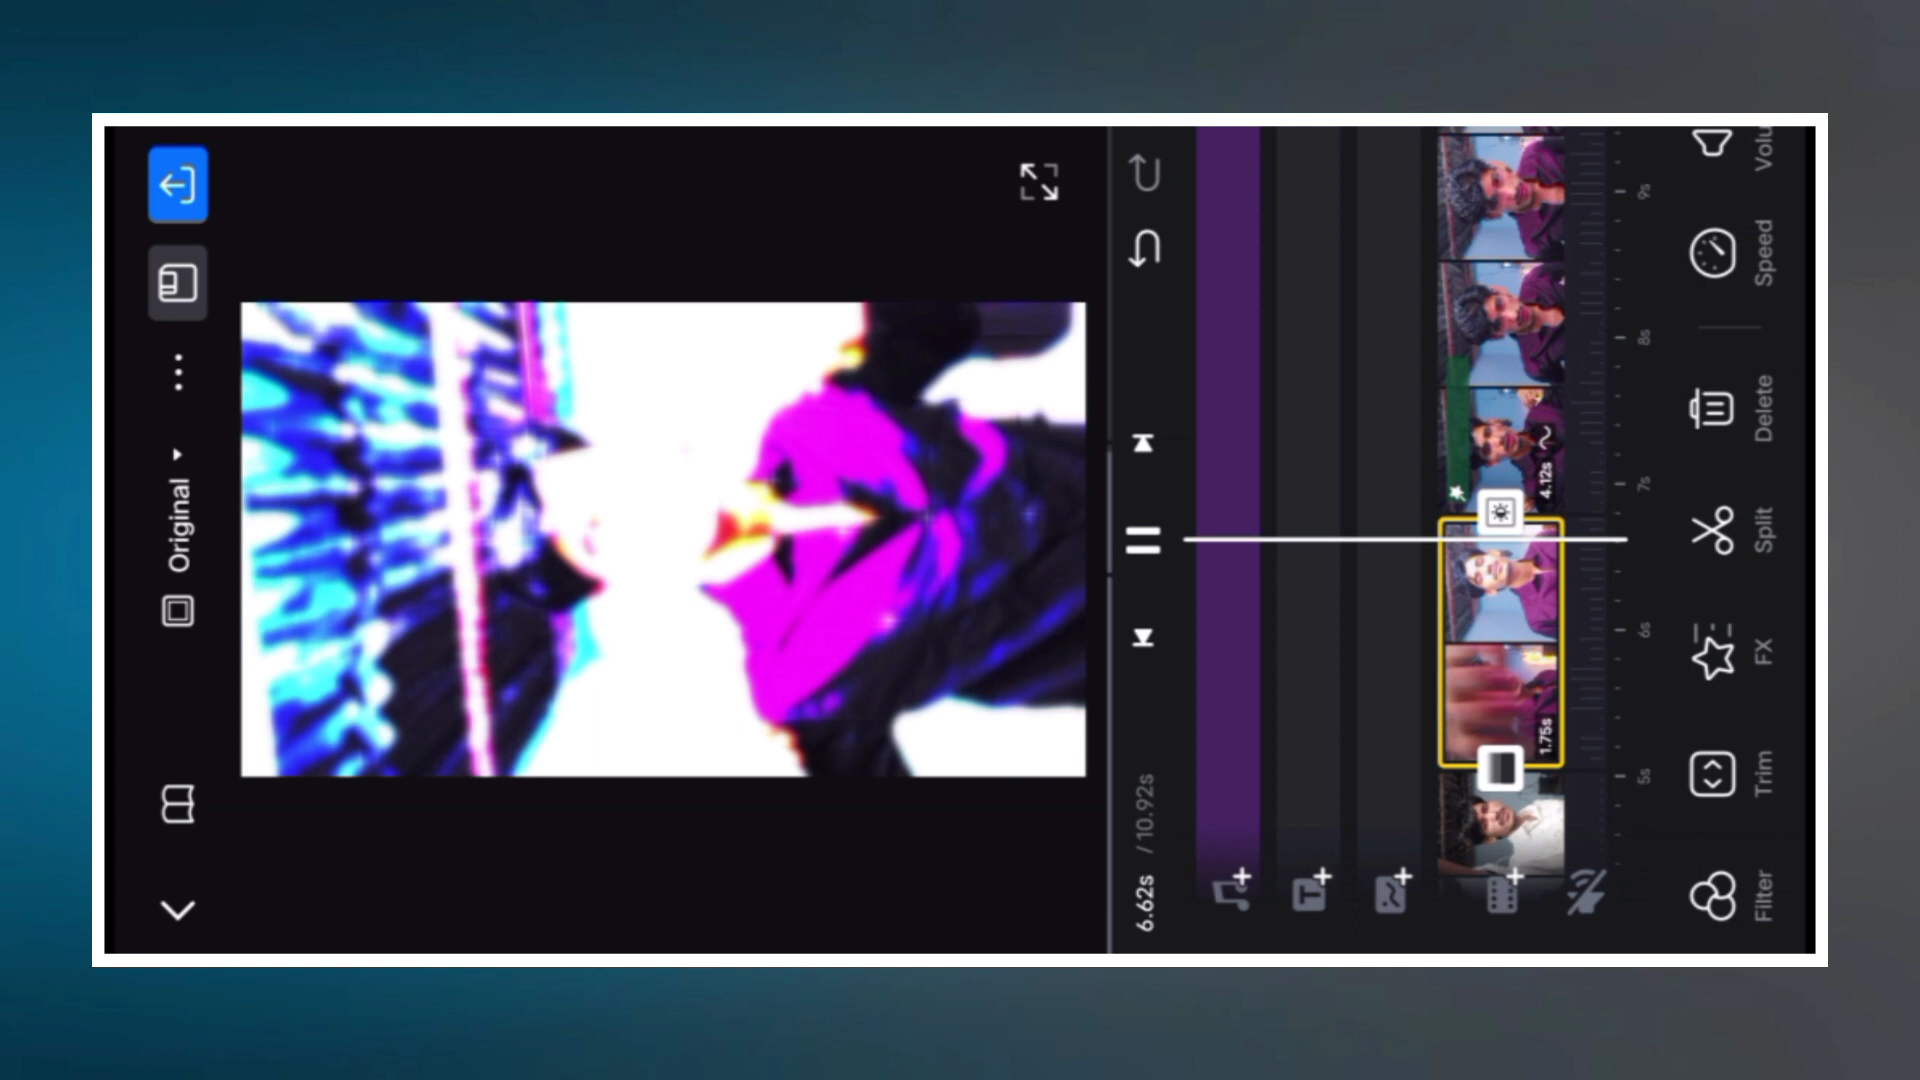 Original
6.62s / 10.92s
4.12s
1.75s
5s 6s 7s 8s 9s
Filter Trim FX Split Delete Speed Volu